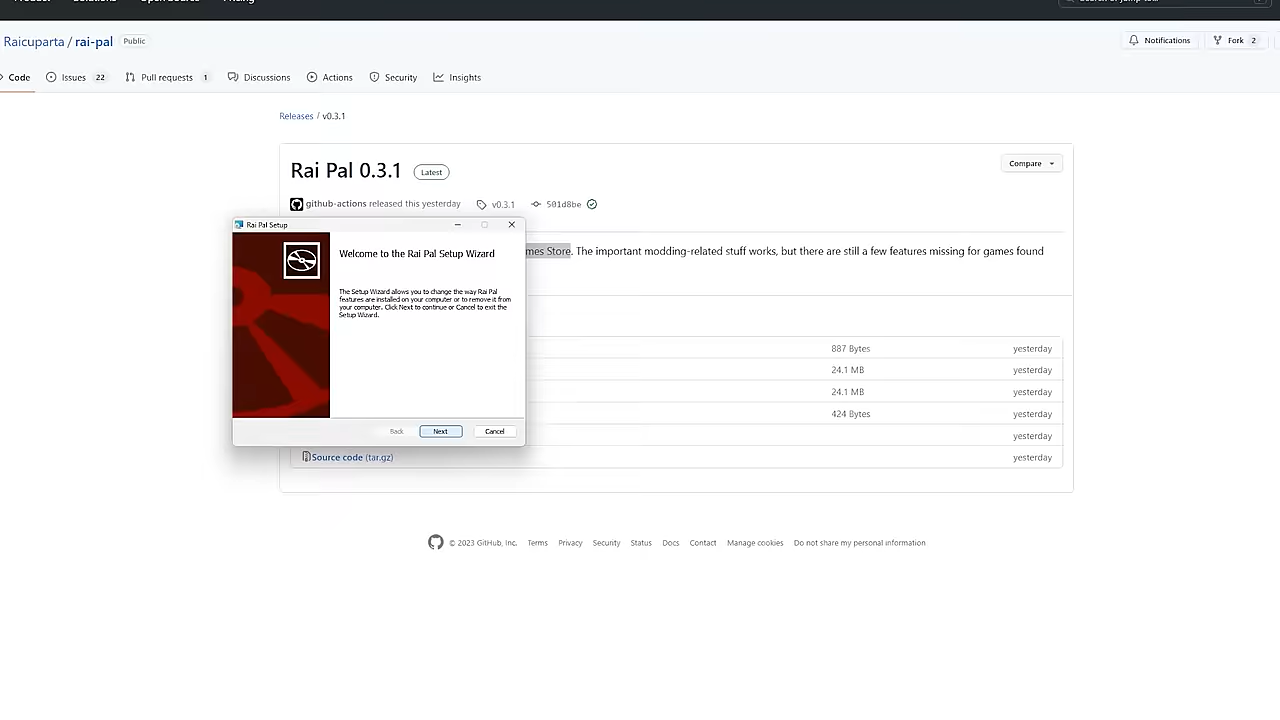 Raicuparta / rai-pal Public
Notifications
Fork 2
Code
Issues 22
Pull requests 1
Discussions
Actions
Security
Insights
Releases / v0.3.1
Rai Pal 0.3.1 Latest
Compare
github-actions released this yesterday v0.3.1 501d8be
Rai Pal Setup
Welcome to the Rai Pal Setup Wizard
The Setup Wizard allows you to change the way Rai Pal
features are installed on your computer or to remove it from
your computer. Click Next to continue or Cancel to exit the
Setup Wizard.
Back
Next
Cancel
Store. The important modding-related stuff works, but there are still a few features missing for games found
887 Bytes yesterday
24.1 MB yesterday
24.1 MB yesterday
424 Bytes yesterday
yesterday
Source code (tar.gz) yesterday
© 2023 GitHub, Inc. Terms Privacy Security Status Docs Contact Manage cookies Do not share my personal information